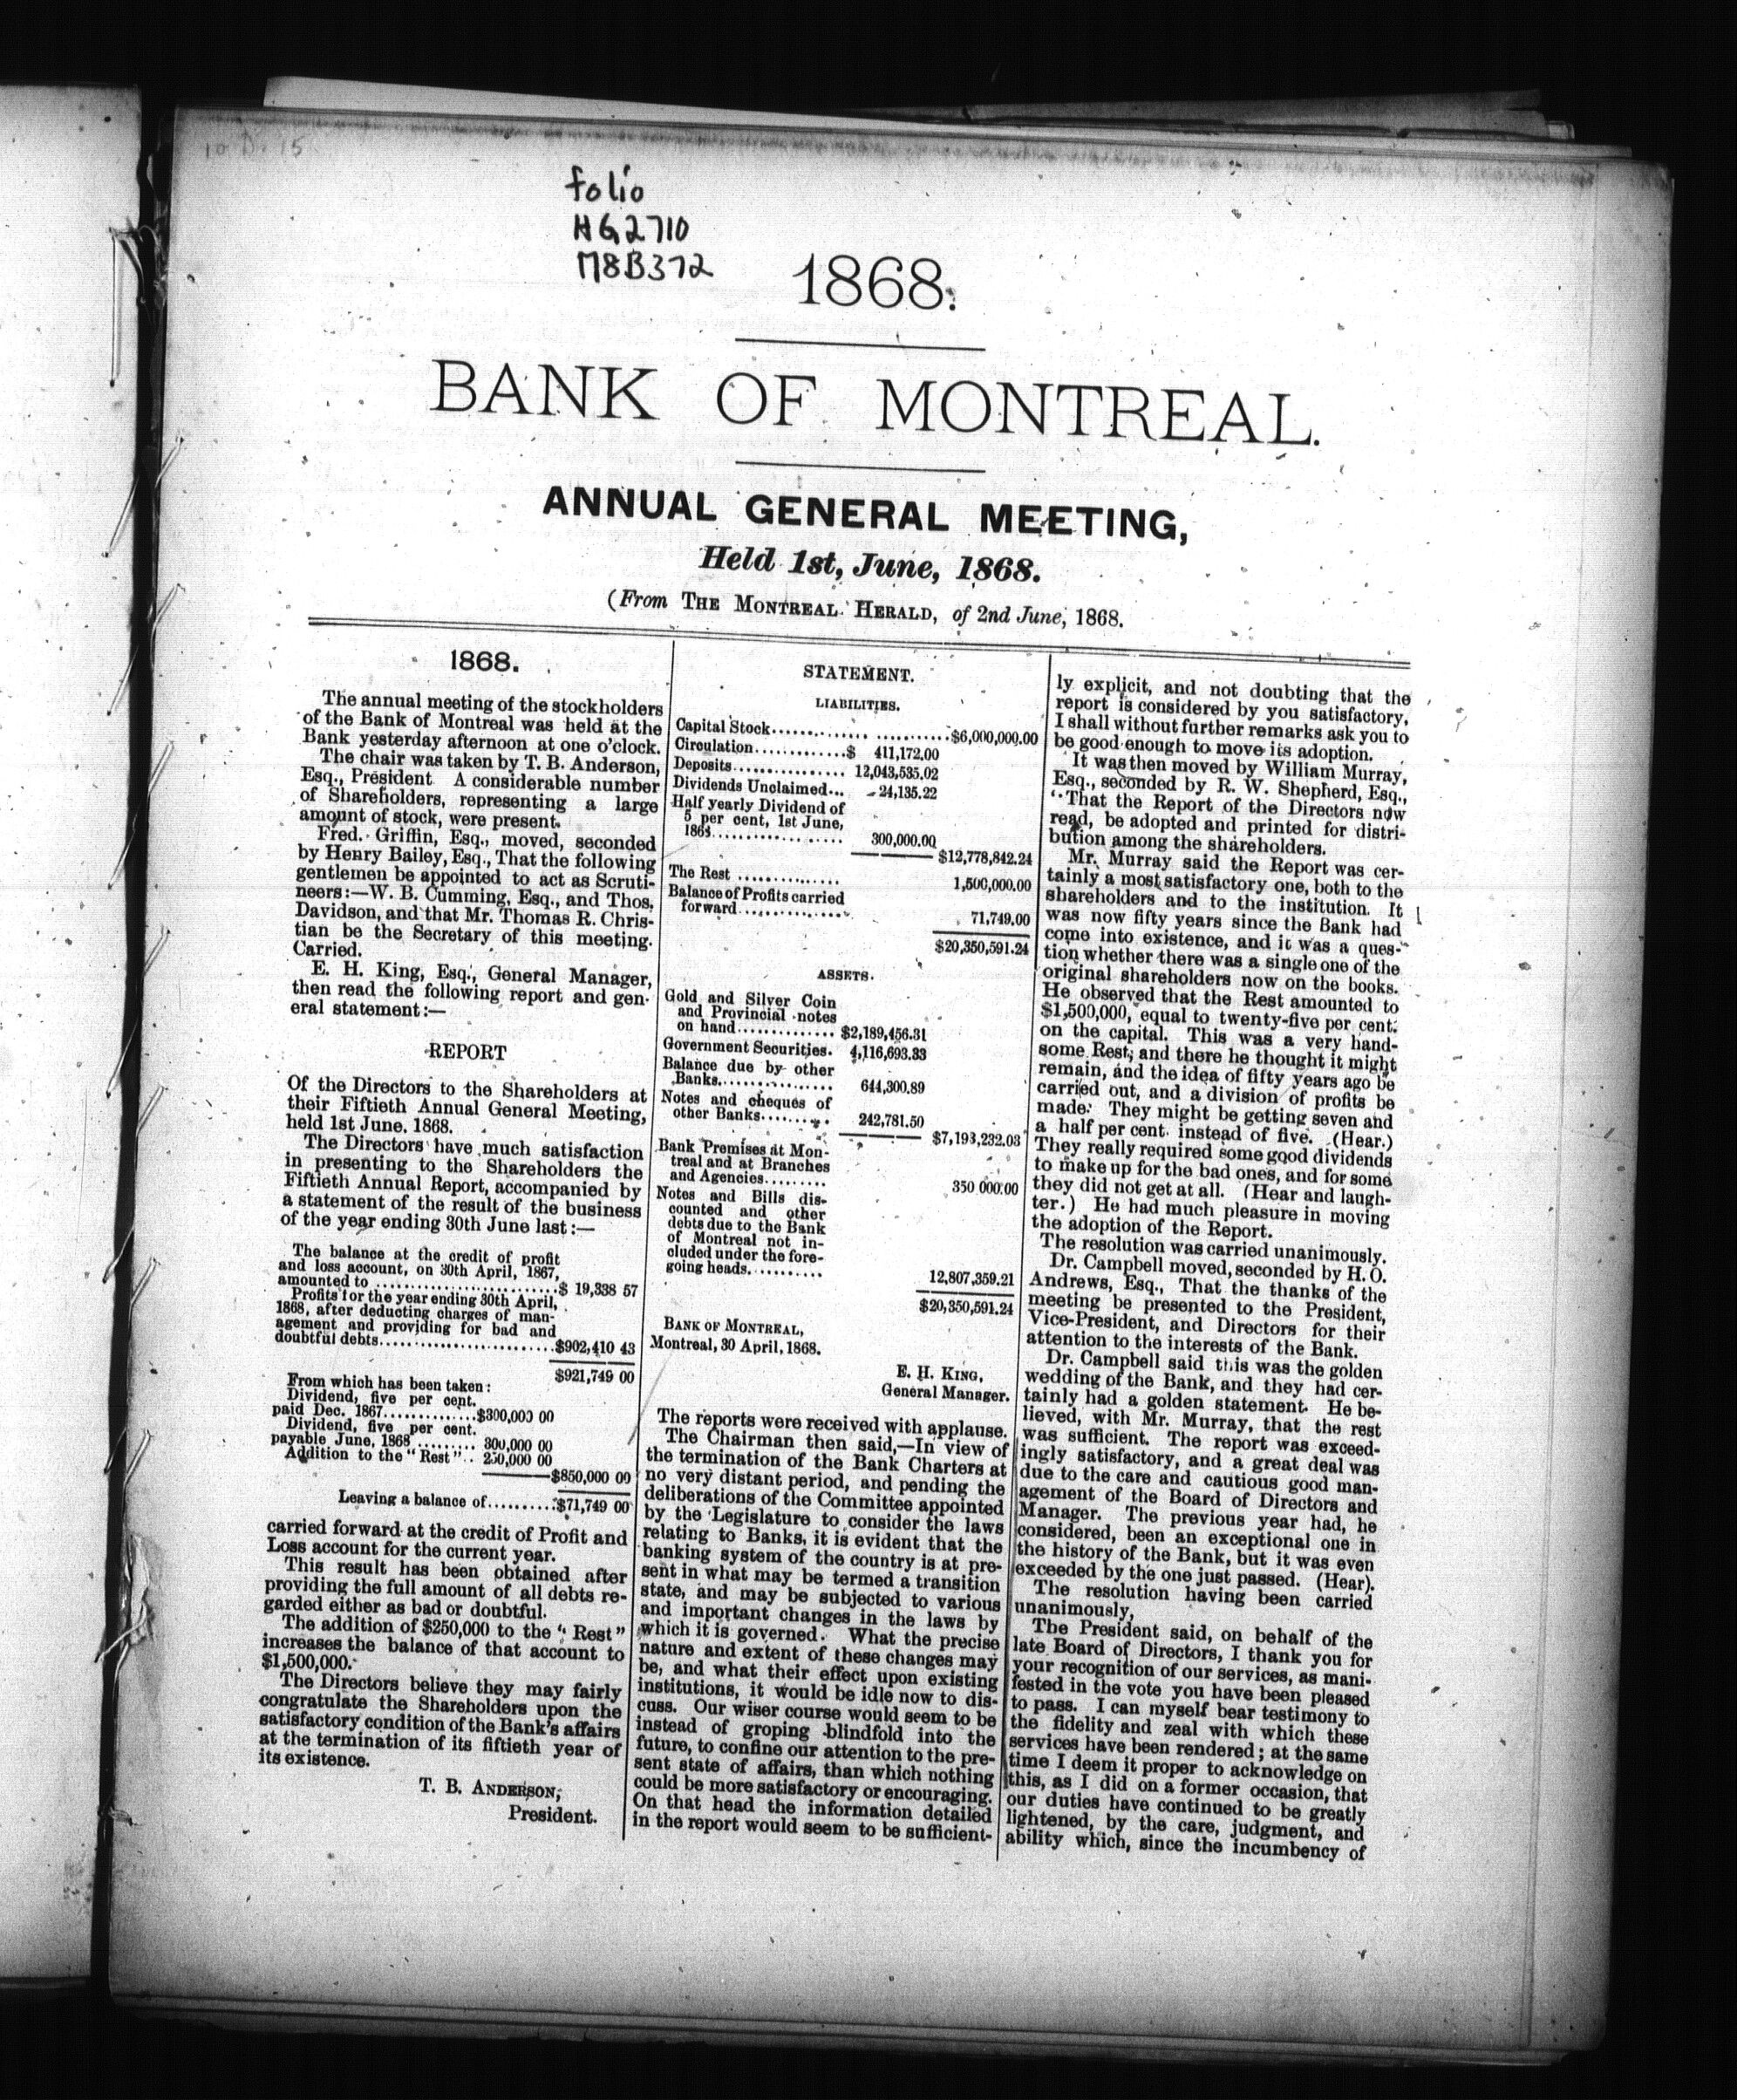 10 D. 15
folio
HG2710
M8B372
1868.
BANK OF MONTREAL.
ANNUAL GENERAL MEETING,
Held 1st, June, 1868.
(From THE MONTREAL HERALD, of 2nd June, 1868.
1868.
The annual meeting of the stockholders
of the Bank of Montreal was held at the
Bank yesterday afternoon at one o'clock.
The chair was taken by T. B. Anderson,
Esq., President A considerable number
of Shareholders, representing a large
amount of stock, were present.
Fred. Griffin, Esq., moved, seconded
by Henry Bailey, Esq., That the following
gentlemen be appointed to act as Scruti-
neers:—W. B. Cumming, Esq., and Thos.
Davidson, and that Mr. Thomas R. Chris-
tian be the Secretary of this meeting.
Carried.
E. H. King, Esq., General Manager,
then read the following report and gen-
eral statement:—
REPORT
Of the Directors to the Shareholders at
their Fiftieth Annual General Meeting,
held 1st June, 1868.
The Directors have much satisfaction
in presenting to the Shareholders the
Fiftieth Annual Report, accompanied by
a statement of the result of the business
of the year ending 30th June last:—
The balance at the credit of profit
and loss account, on 30th April, 1867,
amounted to ........................$ 19,338 57
Profits for the year ending 30th April,
1868, after deducting charges of man-
agement and providing for bad and
doubtful debts..........................$902,410 43
$921,749 00
From which has been taken:
Dividend, five per cent.
paid Dec. 1867..............$300,000 00
Dividend, five per cent.
payable June, 1868......... 300,000 00
Addition to the "Rest".. 250,000 00
$850,000 00
Leaving a balance of..........$71,749 00
carried forward at the credit of Profit and
Loss account for the current year.
This result has been obtained after
providing the full amount of all debts re-
garded either as bad or doubtful.
The addition of $250,000 to the "Rest"
increases the balance of that account to
$1,500,000.
The Directors believe they may fairly
congratulate the Shareholders upon the
satisfactory condition of the Bank's affairs
at the termination of its fiftieth year of
its existence.
T. B. ANDERSON,
President.
STATEMENT.
LIABILITIES.
Capital Stock..........................$6,000,000.00
Circulation.............$ 411,172.00
Deposits................ 12,043,535.02
Dividends Unclaimed... 24,135.22
Half yearly Dividend of
5 per cent, 1st June,
1868................... 300,000.00
$12,778,842.24
The Rest .............. 1,500,000.00
Balance of Profits carried
forward................ 71,749.00
$20,350,591.24
ASSETS.
Gold and Silver Coin
and Provincial notes
on hand.............. $2,189,456.31
Government Securities. 4,116,693.33
Balance due by other
Banks................ 644,300.89
Notes and cheques of
other Banks.......... 242,781.50
$7,193,232.03
Bank Premises at Mon-
treal and at Branches
and Agencies......... 350 000.00
Notes and Bills dis-
counted and other
debts due to the Bank
of Montreal not in-
cluded under the fore-
going heads........... 12,807,359.21
$20,350,591.24
BANK OF MONTREAL,
Montreal, 30 April, 1868.
E. H. KING,
General Manager.
The reports were received with applause.
The Chairman then said,—In view of
the termination of the Bank Charters at
no very distant period, and pending the
deliberations of the Committee appointed
by the Legislature to consider the laws
relating to Banks, it is evident that the
banking system of the country is at pre-
sent in what may be termed a transition
state, and may be subjected to various
and important changes in the laws by
which it is governed. What the precise
nature and extent of these changes may
be, and what their effect upon existing
institutions, it would be idle now to dis-
cuss. Our wiser course would seem to be
instead of groping blindfold into the
future, to confine our attention to the pre-
sent state of affairs, than which nothing
could be more satisfactory or encouraging.
On that head the information detailed
in the report would seem to be sufficient-
ly explicit, and not doubting that the
report is considered by you satisfactory,
I shall without further remarks ask you to
be good enough to move its adoption.
It was then moved by William Murray,
Esq., seconded by R. W. Shepherd, Esq.,
"That the Report of the Directors now
read, be adopted and printed for distri-
bution among the shareholders.
Mr. Murray said the Report was cer-
tainly a most satisfactory one, both to the
shareholders and to the institution. It
was now fifty years since the Bank had
come into existence, and it was a ques-
tion whether there was a single one of the
original shareholders now on the books.
He observed that the Rest amounted to
$1,500,000, equal to twenty-five per cent.
on the capital. This was a very hand-
some Rest, and there he thought it might
remain, and the idea of fifty years ago be
carried out, and a division of profits be
made. They might be getting seven and
a half per cent. instead of five. (Hear.)
They really required some good dividends
to make up for the bad ones, and for some
they did not get at all. (Hear and laugh-
ter.) He had much pleasure in moving
the adoption of the Report.
The resolution was carried unanimously.
Dr. Campbell moved, seconded by H. O.
Andrews, Esq., That the thanks of the
meeting be presented to the President,
Vice-President, and Directors for their
attention to the interests of the Bank.
Dr. Campbell said this was the golden
wedding of the Bank, and they had cer-
tainly had a golden statement. He be-
lieved, with Mr. Murray, that the rest
was sufficient. The report was exceed-
ingly satisfactory, and a great deal was
due to the care and cautious good man-
agement of the Board of Directors and
Manager. The previous year had, he
considered, been an exceptional one in
the history of the Bank, but it was even
exceeded by the one just passed. (Hear).
The resolution having been carried
unanimously,
The President said, on behalf of the
late Board of Directors, I thank you for
your recognition of our services, as mani-
fested in the vote you have been pleased
to pass. I can myself bear testimony to
the fidelity and zeal with which these
services have been rendered; at the same
time I deem it proper to acknowledge on
this, as I did on a former occasion, that
our duties have continued to be greatly
lightened, by the care, judgment, and
ability which, since the incumbency of